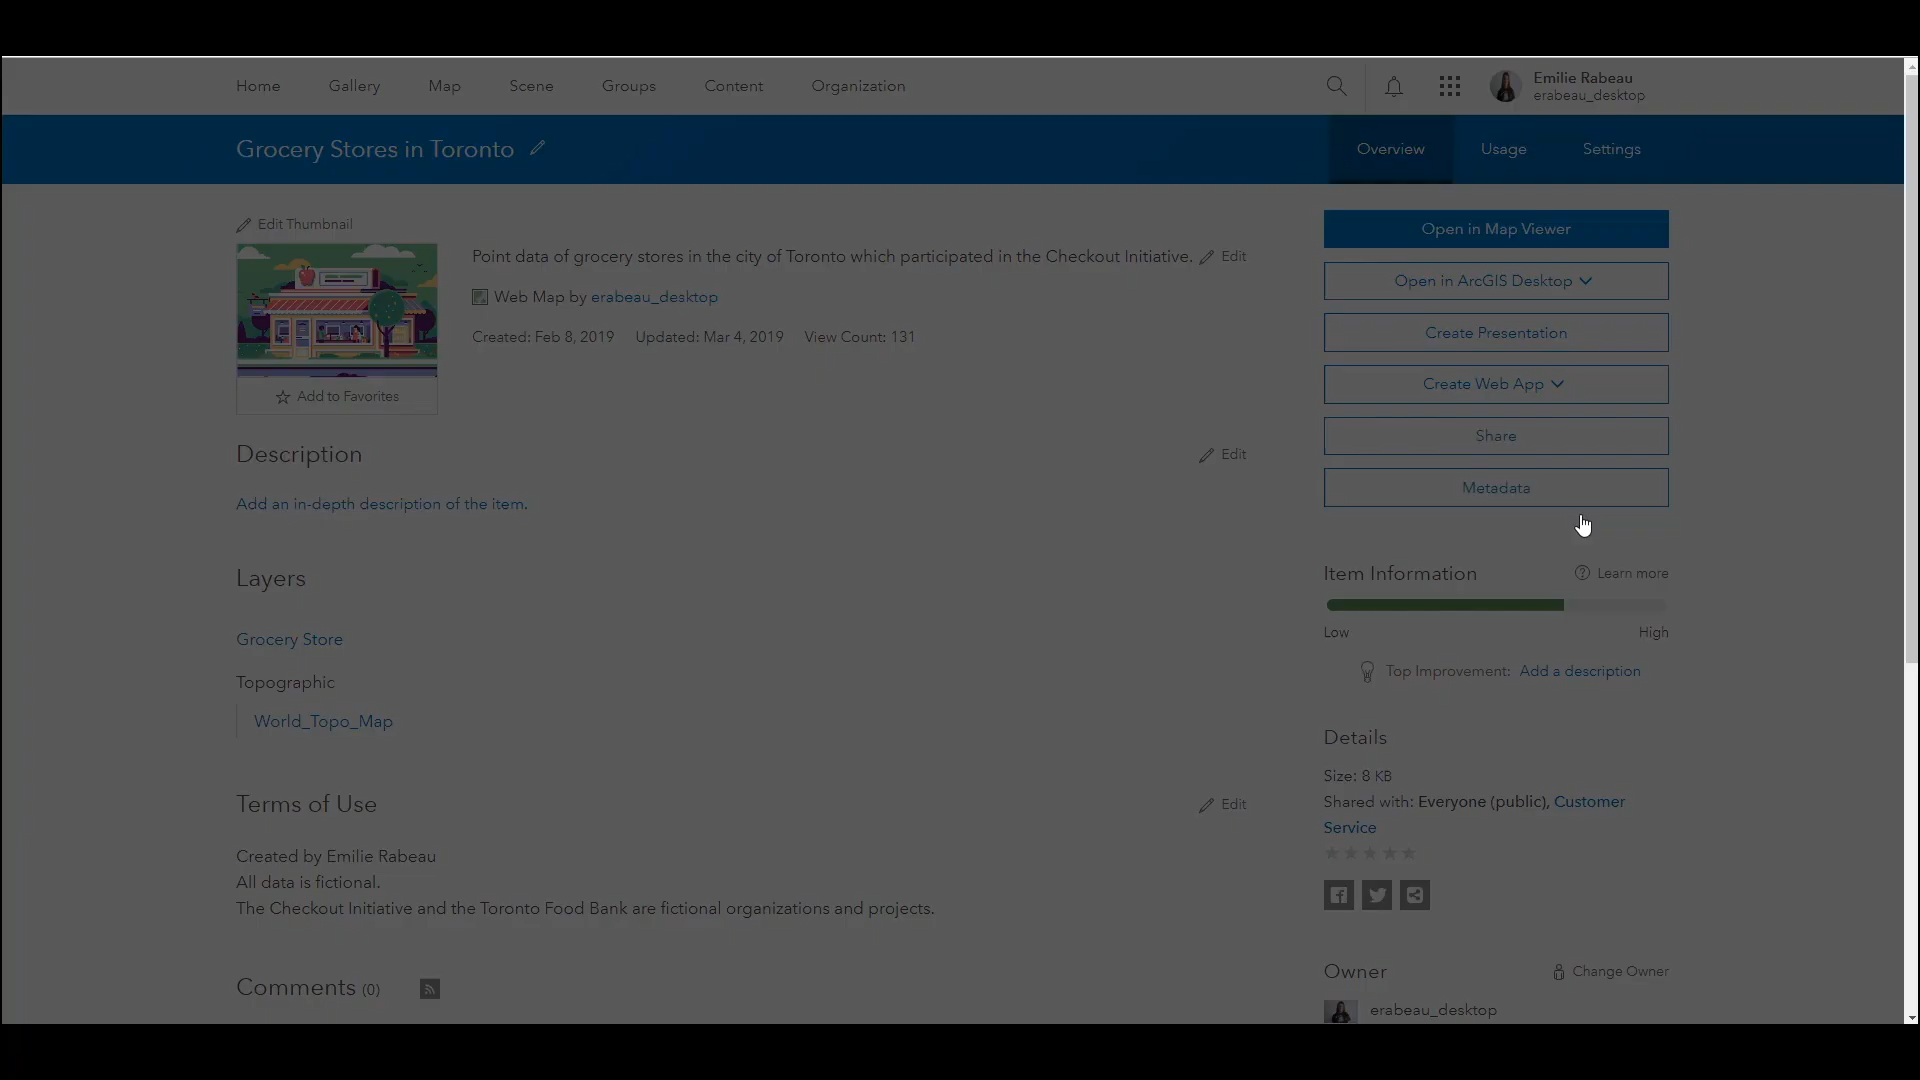 Home Gallery Map Scene Groups Content Organization
Emilie Rabeau
erabeau_desktop
Grocery Stores in Toronto
Overview Usage Settings
Edit Thumbnail
Add to Favorites
Point data of grocery stores in the city of Toronto which participated in the Checkout Initiative. Edit
Web Map by erabeau_desktop
Created: Feb 8, 2019 Updated: Mar 4, 2019 View Count: 131
Description Edit
Add an in-depth description of the item.
Layers
Grocery Store
Topographic
World_Topo_Map
Terms of Use Edit
Created by Emilie Rabeau
All data is fictional.
The Checkout Initiative and the Toronto Food Bank are fictional organizations and projects.
Comments (0)
Open in Map Viewer
Open in ArcGIS Desktop
Create Presentation
Create Web App
Share
Metadata
Item Information Learn more
Low High
Top Improvement: Add a description
Details
Size: 8 KB
Shared with: Everyone (public), Customer
Service
Owner Change Owner
erabeau_desktop